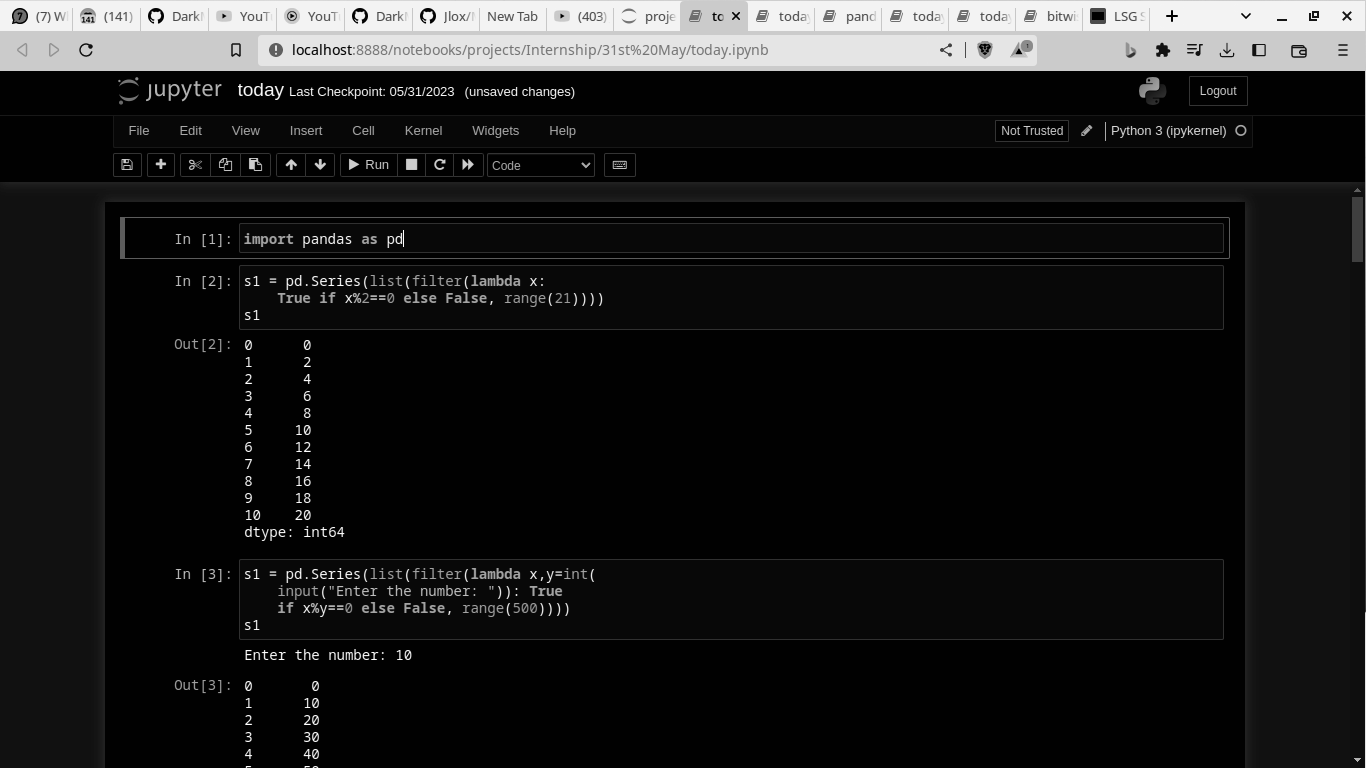 (7) W
(141)
Dark
YouT
YouT
Dark
Jlox/
New Tab
(403)
proje
to
today
pand
today
today
bitwi
LSG S
localhost:8888/notebooks/projects/Internship/31st%20May/today.ipynb
1
jupyter today Last Checkpoint: 05/31/2023 (unsaved changes)
Logout
File Edit View Insert Cell Kernel Widgets Help
Not Trusted
Python 3 (ipykernel)
Run
Code
In [1]: import pandas as pd
In [2]: s1 = pd.Series(list(filter(lambda x:
    True if x%2==0 else False, range(21))))
s1
Out[2]: 0      0
1      2
2      4
3      6
4      8
5     10
6     12
7     14
8     16
9     18
10    20
dtype: int64
In [3]: s1 = pd.Series(list(filter(lambda x,y=int(
    input("Enter the number: ")): True
    if x%y==0 else False, range(500))))
s1
Enter the number: 10
Out[3]: 0       0
1      10
2      20
3      30
4      40